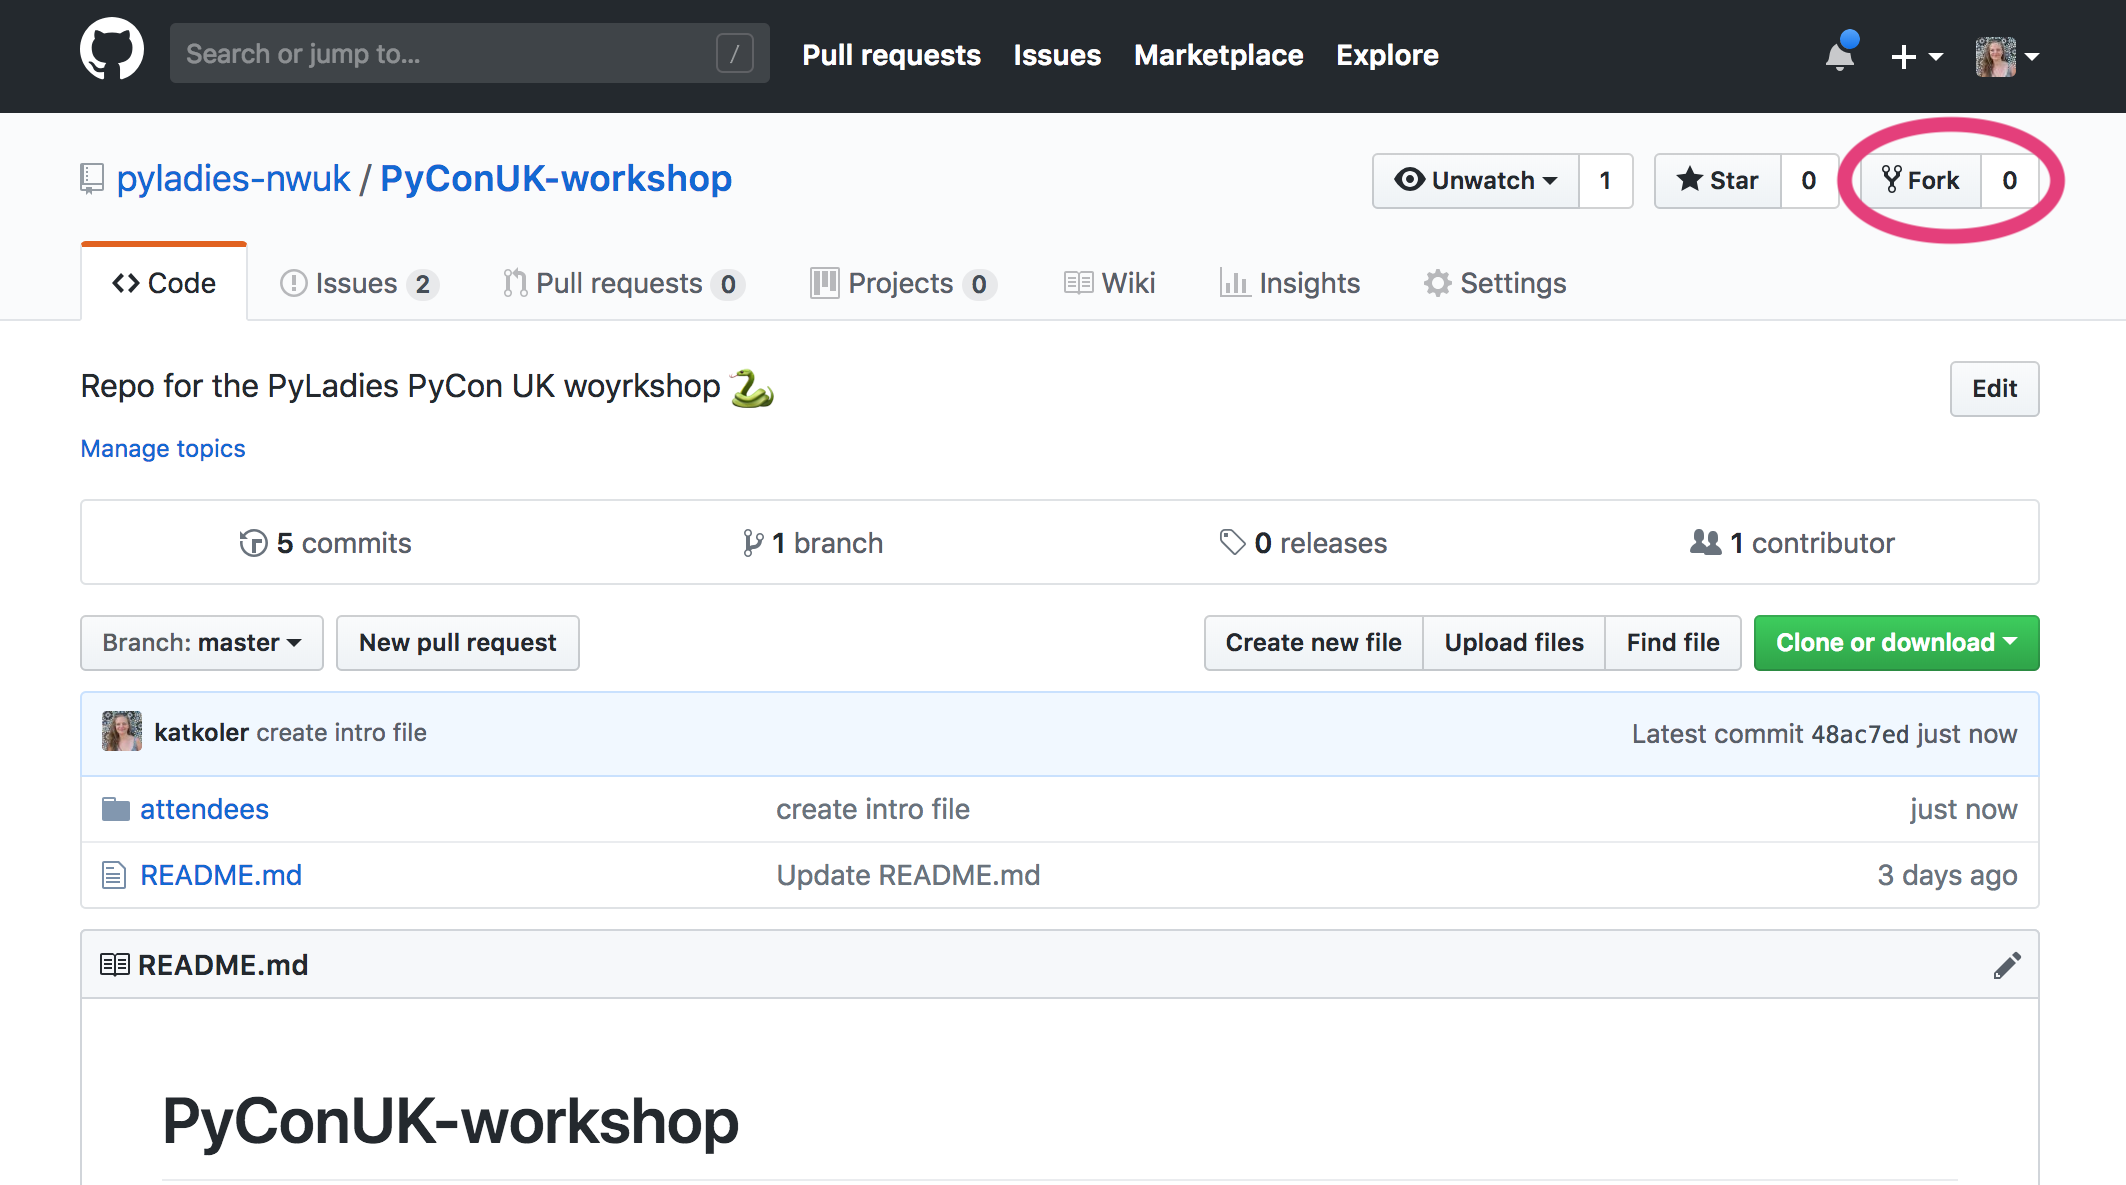 Search or jump to... /
Pull requests Issues Marketplace Explore
pyladies-nwuk / PyConUK-workshop
Unwatch 1 Star 0 Fork 0
Code Issues 2 Pull requests 0 Projects 0 Wiki Insights Settings
Repo for the PyLadies PyCon UK woyrkshop 🐍
Edit
Manage topics
5 commits 1 branch 0 releases 1 contributor
Branch: master New pull request Create new file Upload files Find file Clone or download
katkoler create intro file Latest commit 48ac7ed just now
attendees create intro file just now
README.md Update README.md 3 days ago
README.md
PyConUK-workshop